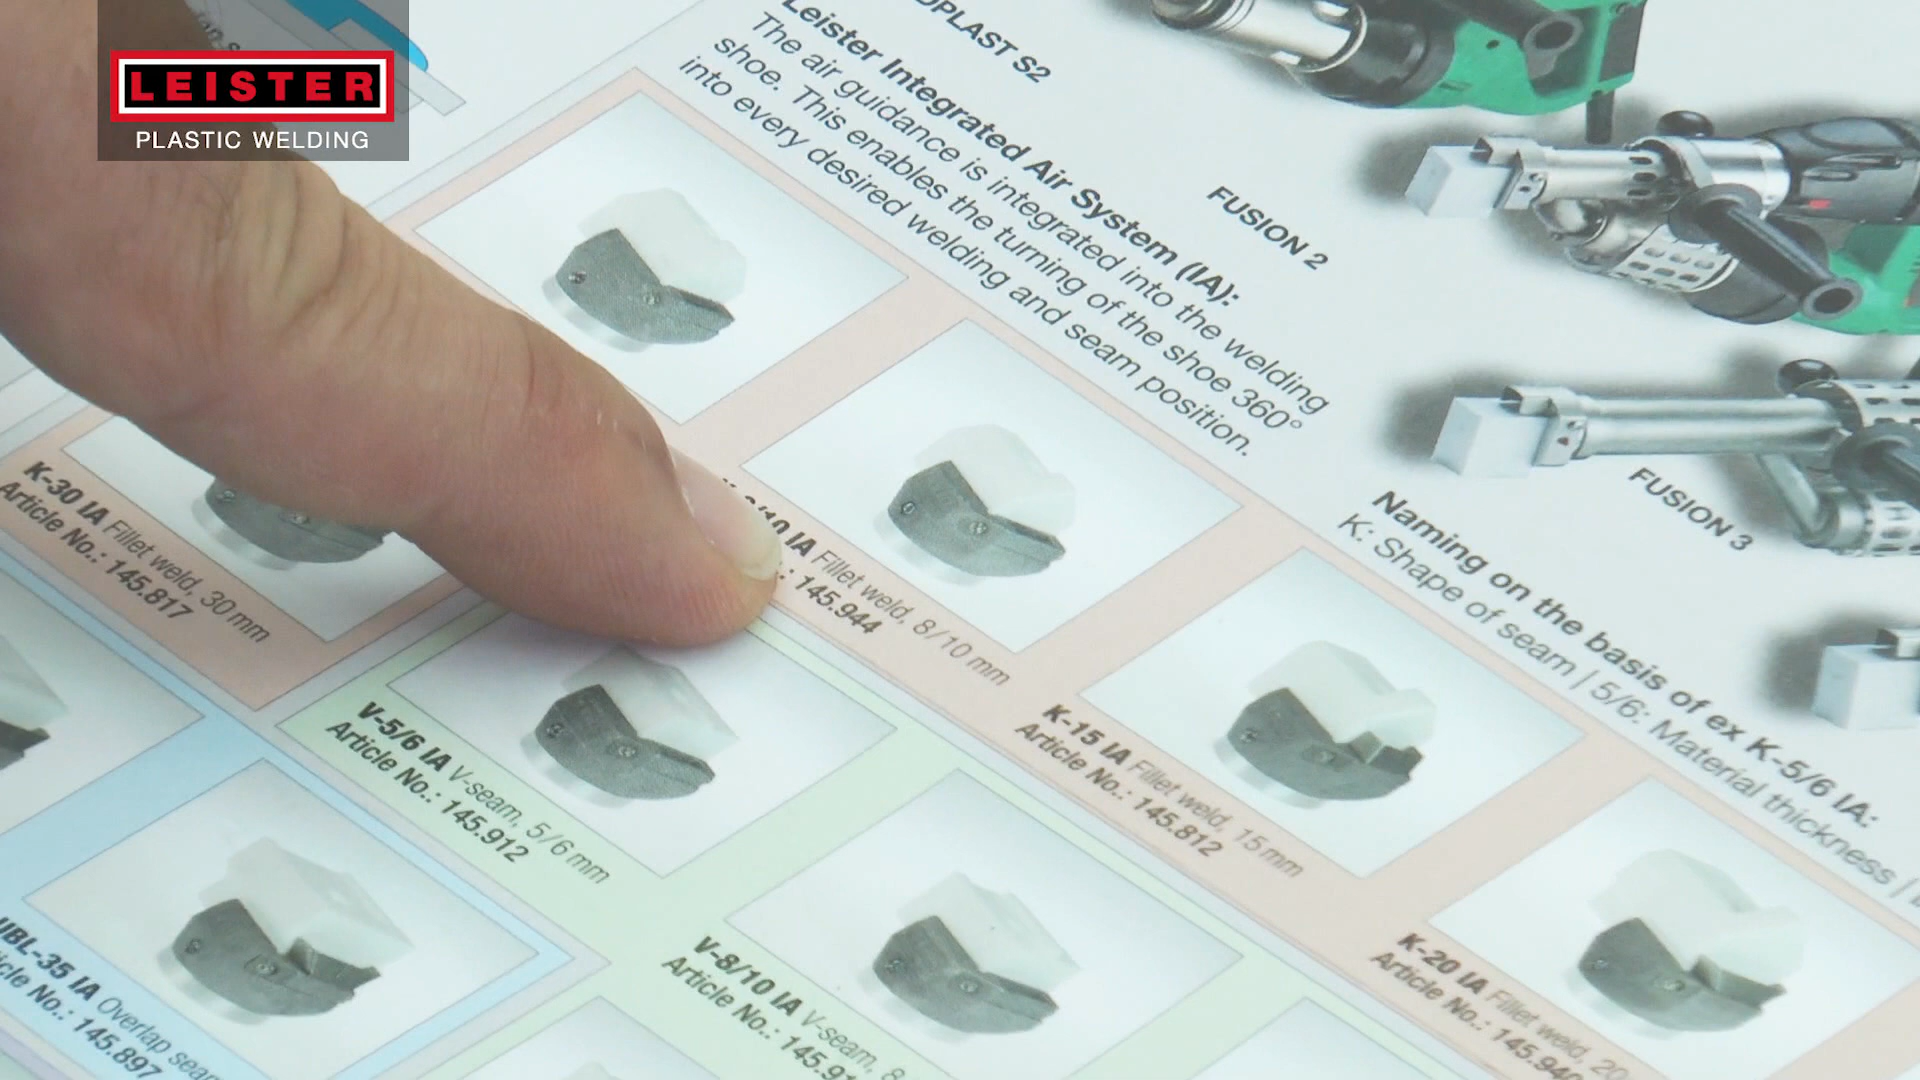 LEISTER
PLASTIC WELDING
S2
FUSION 2
FUSION 3
Leister Integrated Air System (IA):
The air guidance is integrated into the welding
shoe. This enables the turning of the shoe 360°
into every desired welding and seam position.
Naming on the basis of ex K-5/6 IA:
K: Shape of seam | 5/6: Material thickness |
K-30 IA Fillet weld, 30 mm
Article No.: 145.817
IA Fillet weld, 8/10 mm
145.944
K-15 IA Fillet weld, 15 mm
Article No.: 145.812
K-20 IA Fillet weld,
Article No.:
V-5/6 IA V-seam, 5/6 mm
Article No.: 145.912
V-8/10 IA V-seam,
Article No.:
IA Overlap
No.: 145.897